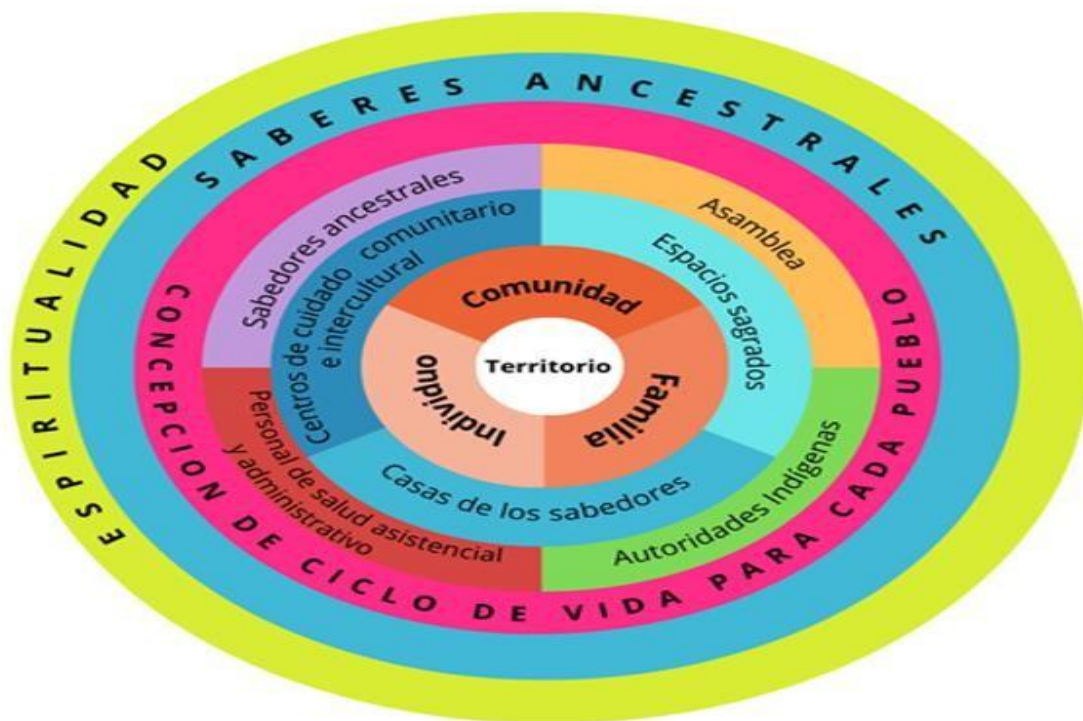 ESPIRITUALIDAD
SABERES ANCESTRALES
CONCEPCION DE CICLO DE VIDA PARA CADA PUEBLO
Sabedores ancestrales
Asamblea
Autoridades Indígenas
Personal de salud asistencial
y administrativo
Centros de cuidado comunitario
e intercultural
Espacios sagrados
Casas de los sabedores
Comunidad
Familia
Individuo
Territorio